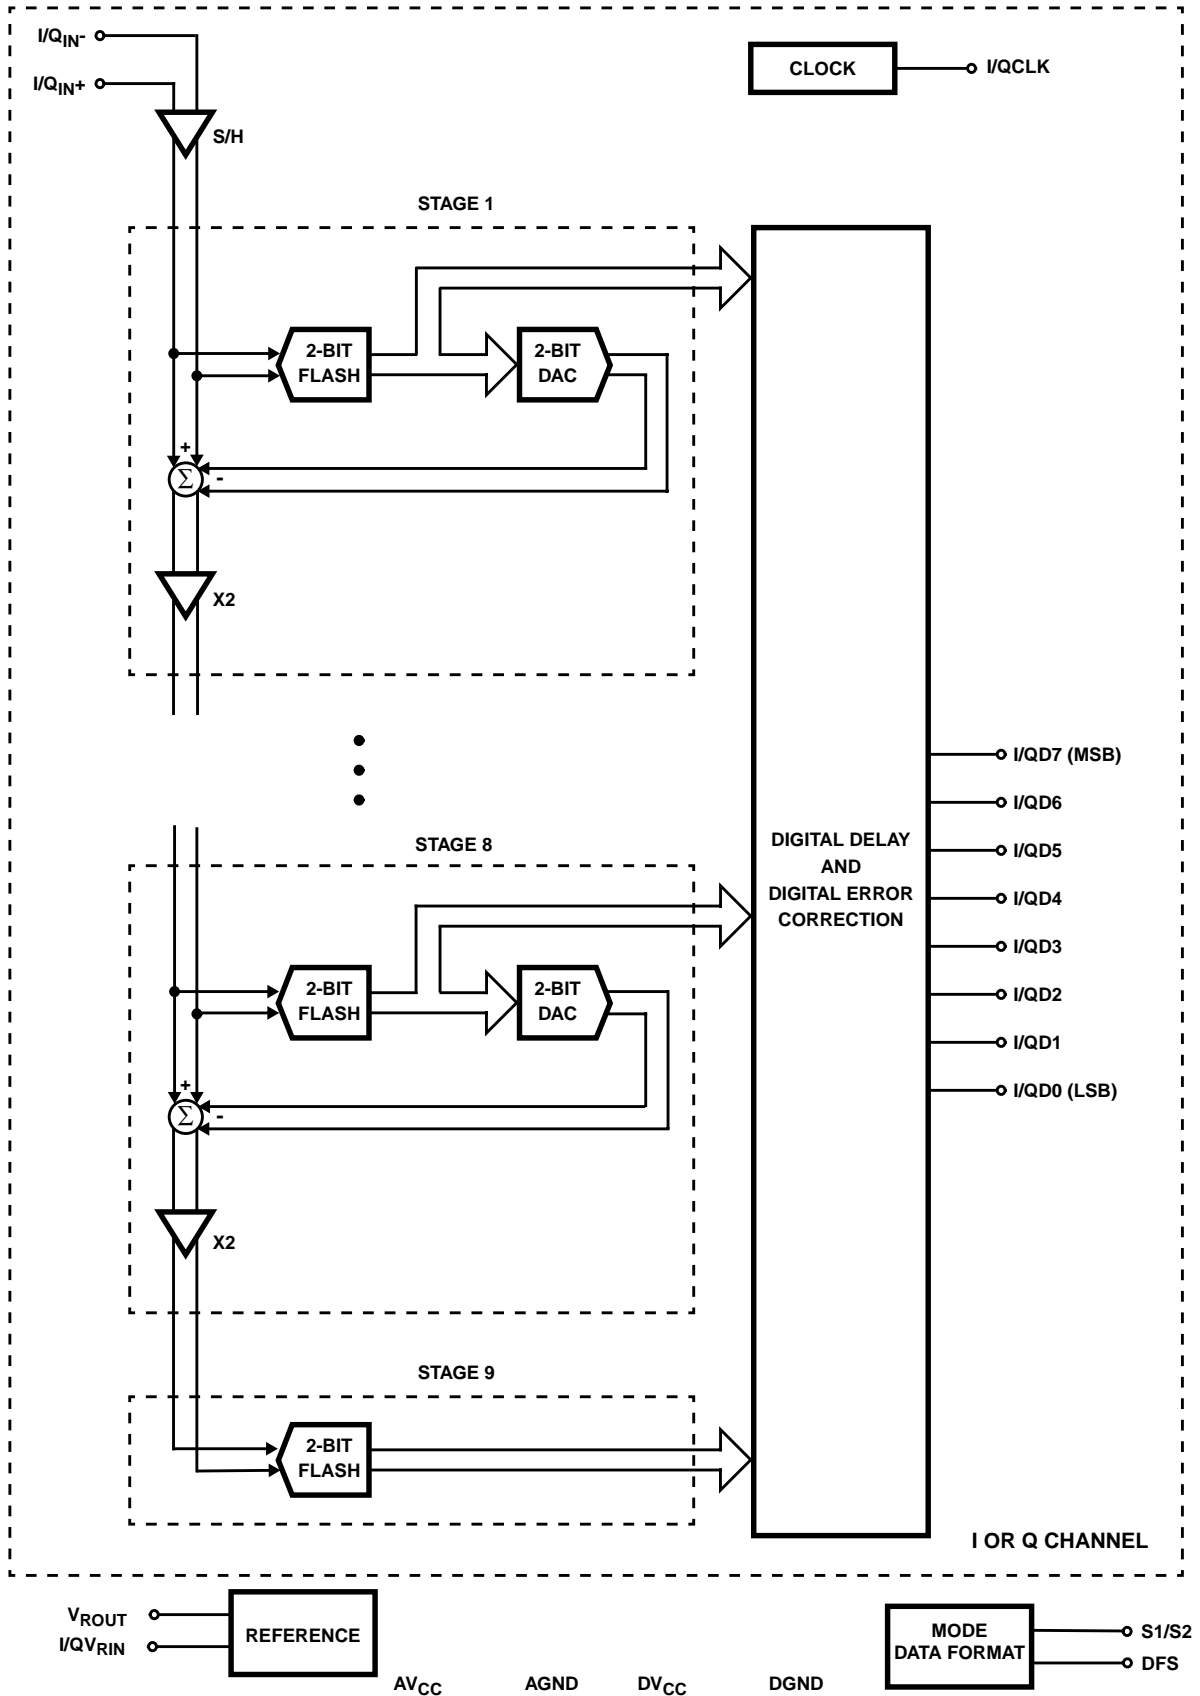 I/QIN-
I/QIN+
S/H
CLOCK
I/QCLK
STAGE 1
2-BIT
FLASH
2-BIT
DAC
+
Σ
-
X2
STAGE 8
2-BIT
FLASH
2-BIT
DAC
+
Σ
-
X2
STAGE 9
2-BIT
FLASH
DIGITAL DELAY
AND
DIGITAL ERROR
CORRECTION
I/QD7 (MSB)
I/QD6
I/QD5
I/QD4
I/QD3
I/QD2
I/QD1
I/QD0 (LSB)
I OR Q CHANNEL
VROUT
I/QVRIN
REFERENCE
AVCC
AGND
DVCC
DGND
MODE
DATA FORMAT
S1/S2
DFS